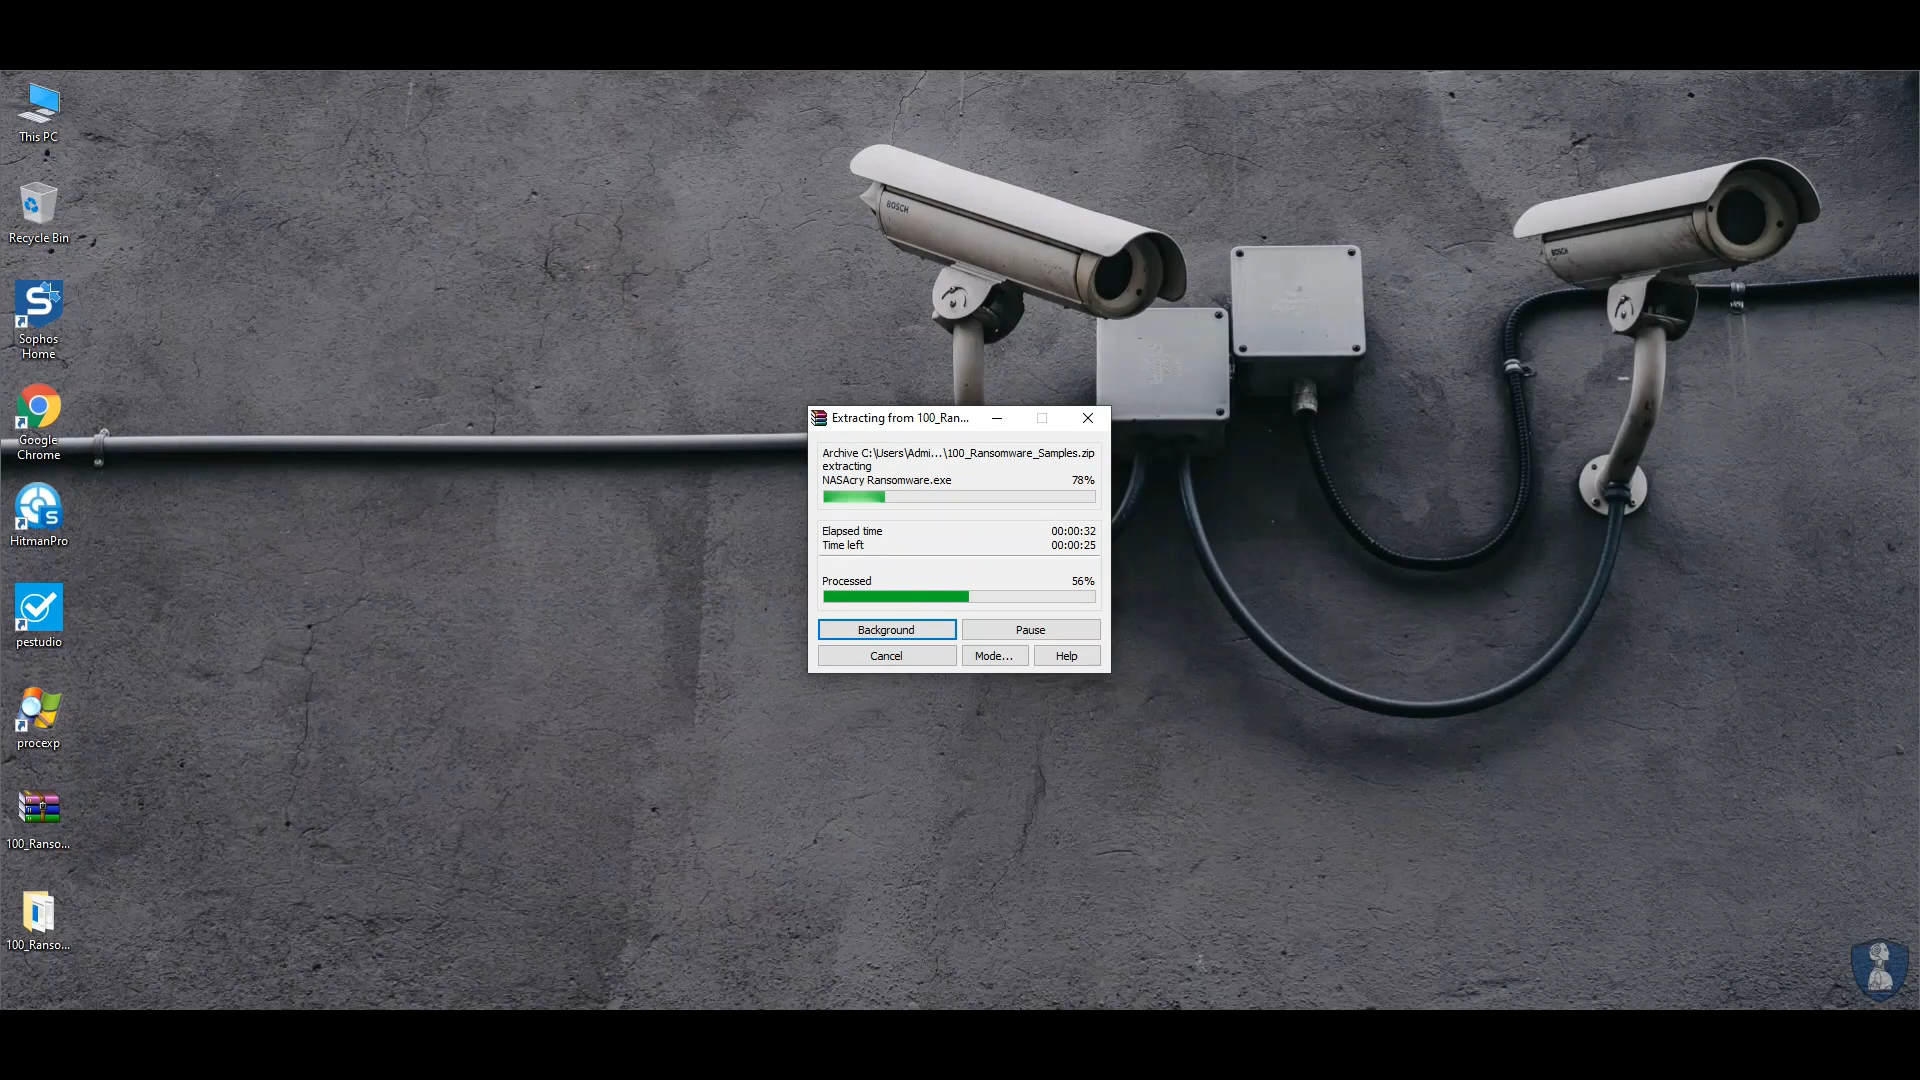 This PC
Recycle Bin
Sophos
Home
Google
Chrome
HitmanPro
pestudio
procexp
100_Ranso...
100_Ranso...
BOSCH
BOSCH
Extracting from 100_Ran...
Archive C:\Users\Admi...\100_Ransomware_Samples.zip
extracting
NASAcry Ransomware.exe 78%
Elapsed time 00:00:32
Time left 00:00:25
Processed 56%
Background Pause
Cancel Mode... Help